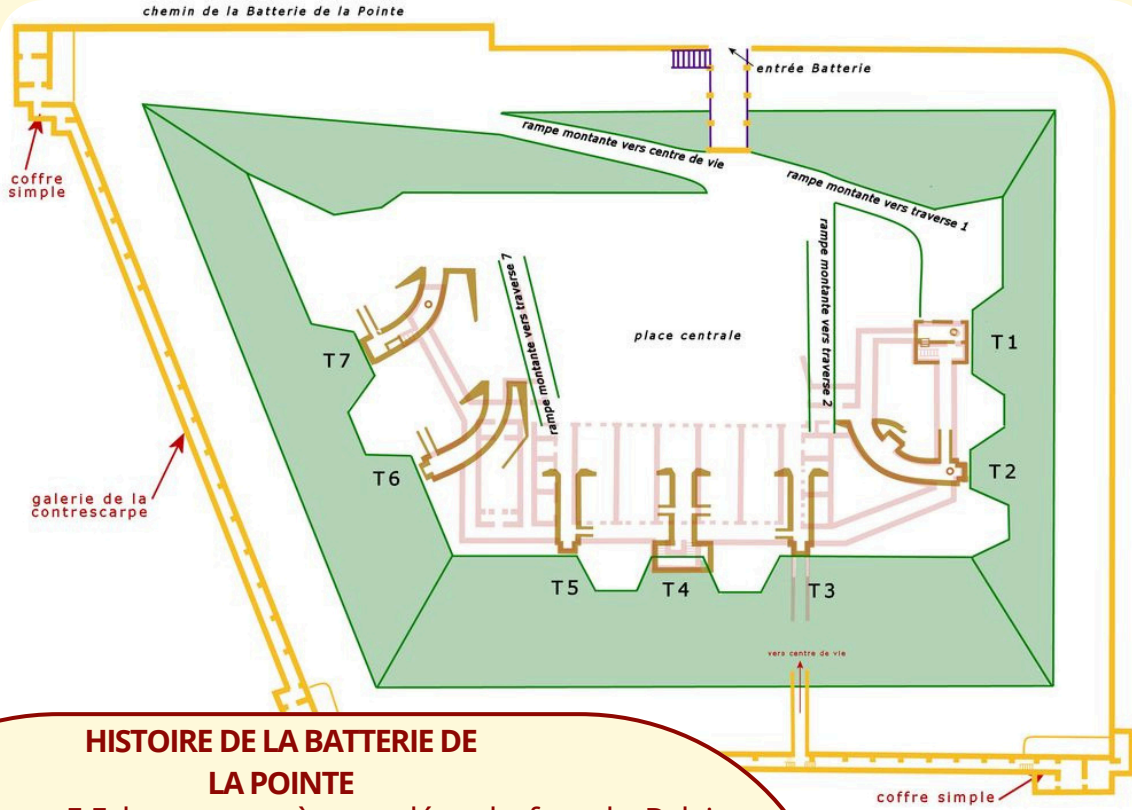 chemin de la Batterie de la Pointe
entrée Batterie
rampe montante vers centre de vie
coffre
simple
rampe montante vers traverse 1
rampe montante vers traverse 7
rampe montante vers traverse 2
place centrale
T1
T7
T6
T2
galerie de la
contrescarpe
T5
T4
T3
vers centre de vie
HISTOIRE DE LA BATTERIE DE
LA POINTE
du fort de
coffre simple